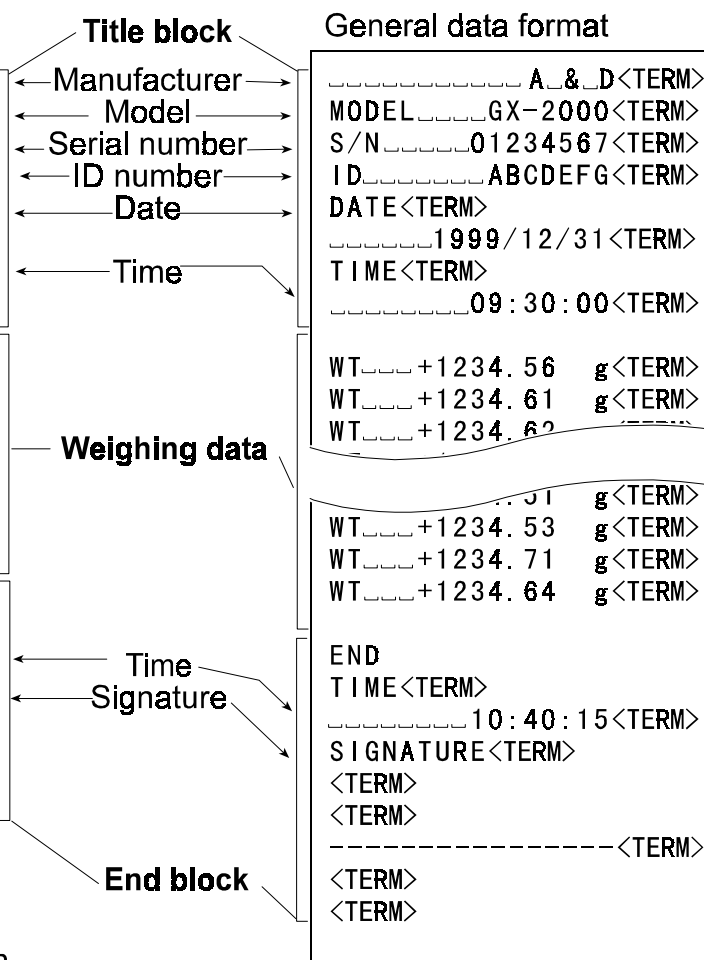 Title block
Manufacturer
Model
Serial number
ID number
Date
Time
Weighing data
Time
Signature
End block
General data format
␣␣␣␣␣␣␣␣␣␣␣ A␣&␣D<TERM>
MODEL␣␣␣␣GX-2000<TERM>
S/N␣␣␣␣␣01234567<TERM>
ID␣␣␣␣␣␣␣ABCDEFG<TERM>
DATE<TERM>
␣␣␣␣␣␣1999/12/31<TERM>
TIME<TERM>
␣␣␣␣␣␣␣␣09:30:00<TERM>
WT␣␣␣+1234.56 g<TERM>
WT␣␣␣+1234.61 g<TERM>
WT␣␣␣+1234.62
g<TERM>
WT␣␣␣+1234.53 g<TERM>
WT␣␣␣+1234.71 g<TERM>
WT␣␣␣+1234.64 g<TERM>
END
TIME<TERM>
␣␣␣␣␣␣␣␣10:40:15<TERM>
SIGNATURE<TERM>
<TERM>
<TERM>
----------------<TERM>
<TERM>
<TERM>